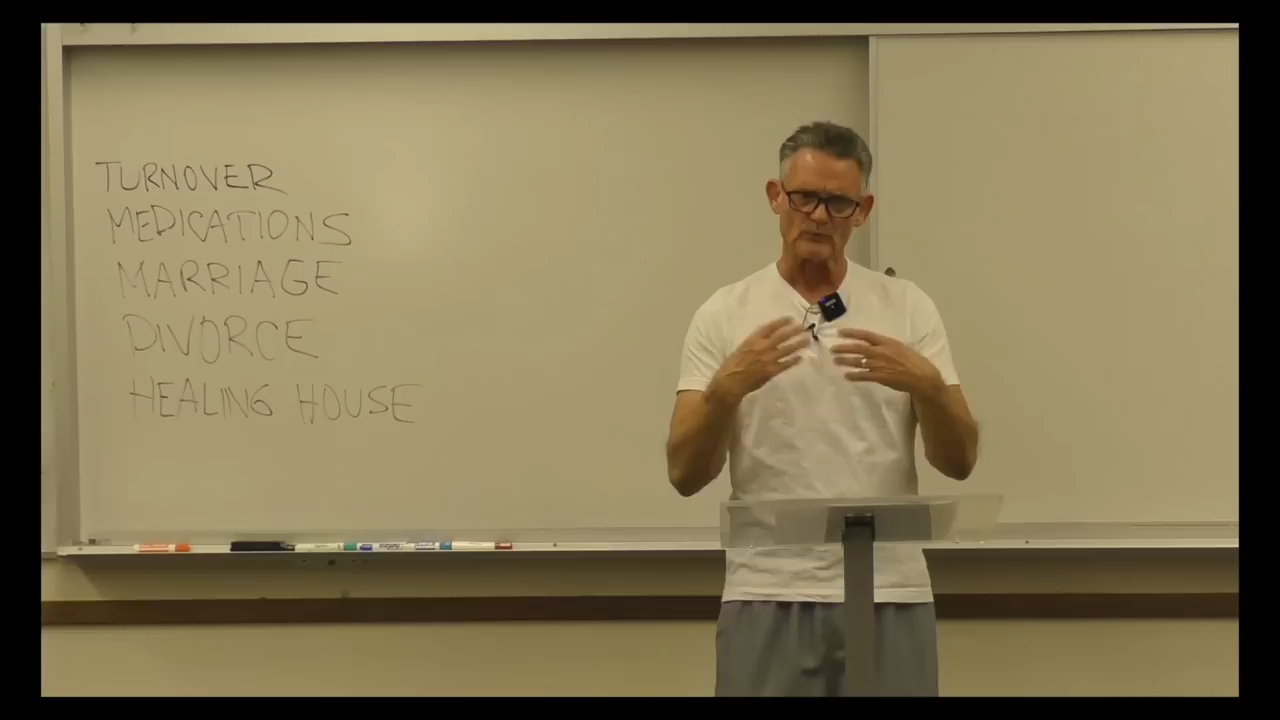 TURNOVER
MEDICATIONS
MARRIAGE
DIVORCE
HEALING HOUSE